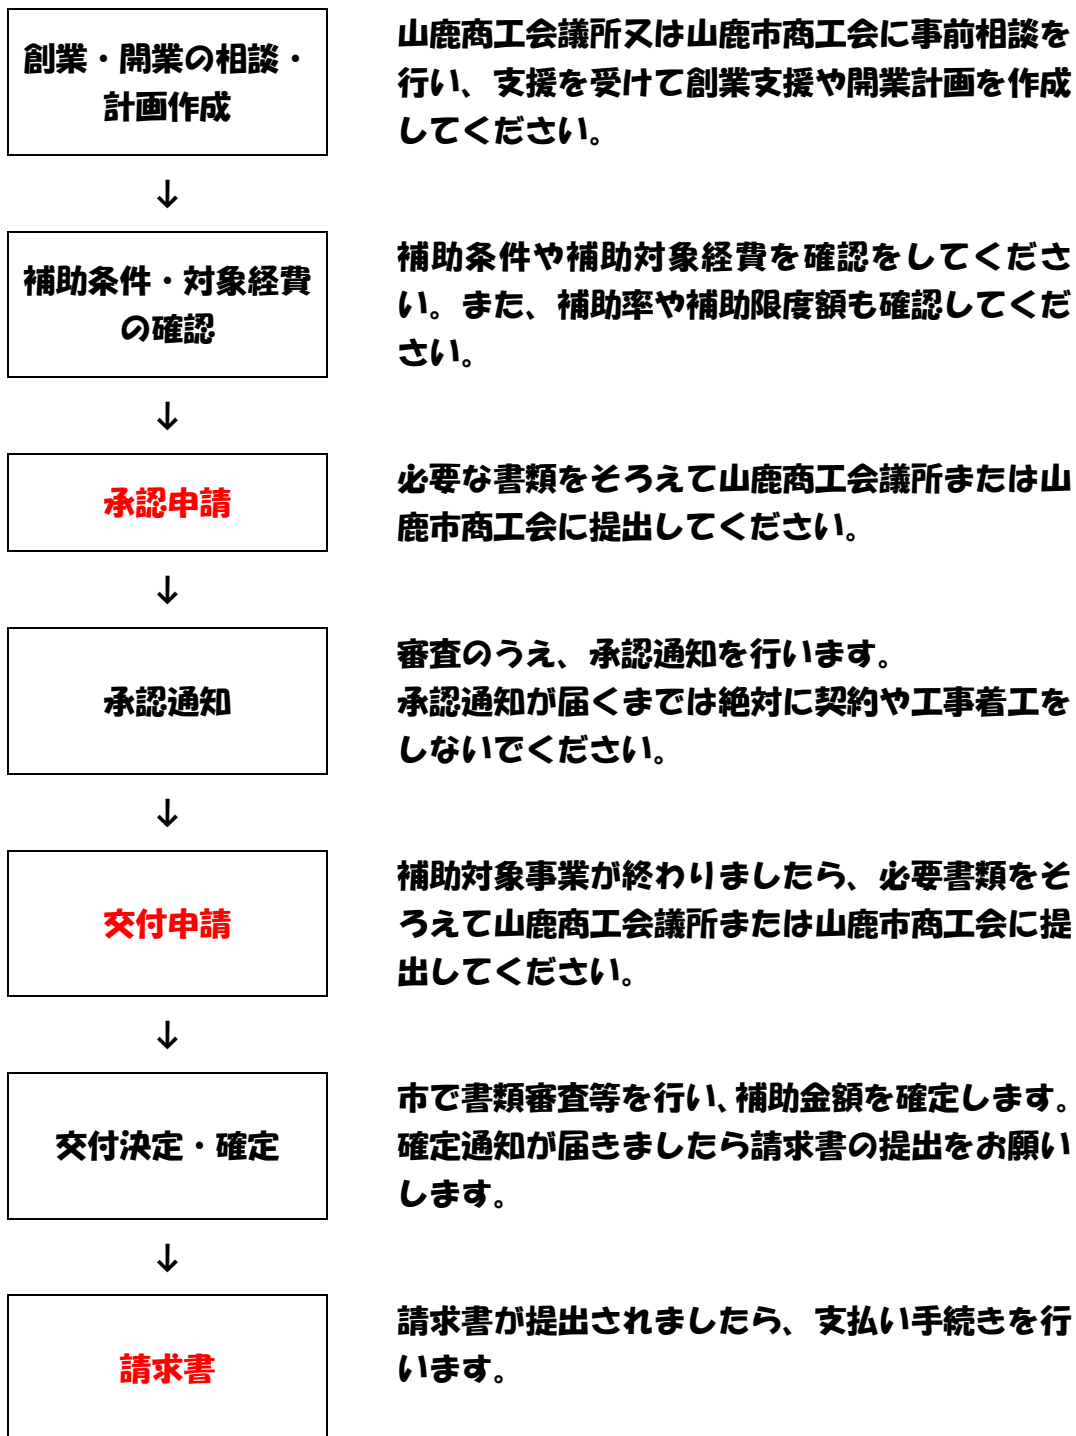 創業・開業の相談・
計画作成
山鹿商工会議所又は山鹿市商工会に事前相談を
行い、支援を受けて創業支援や開業計画を作成
してください。
↓
補助条件・対象経費
の確認
補助条件や補助対象経費を確認をしてくださ
い。また、補助率や補助限度額も確認してくだ
さい。
↓
承認申請
必要な書類をそろえて山鹿商工会議所または山
鹿市商工会に提出してください。
↓
承認通知
審査のうえ、承認通知を行います。
承認通知が届くまでは絶対に契約や工事着工を
しないでください。
↓
交付申請
補助対象事業が終わりましたら、必要書類をそ
ろえて山鹿商工会議所または山鹿市商工会に提
出してください。
↓
交付決定・確定
市で書類審査等を行い、補助金額を確定します。
確定通知が届きましたら請求書の提出をお願い
します。
↓
請求書
請求書が提出されましたら、支払い手続きを行
います。